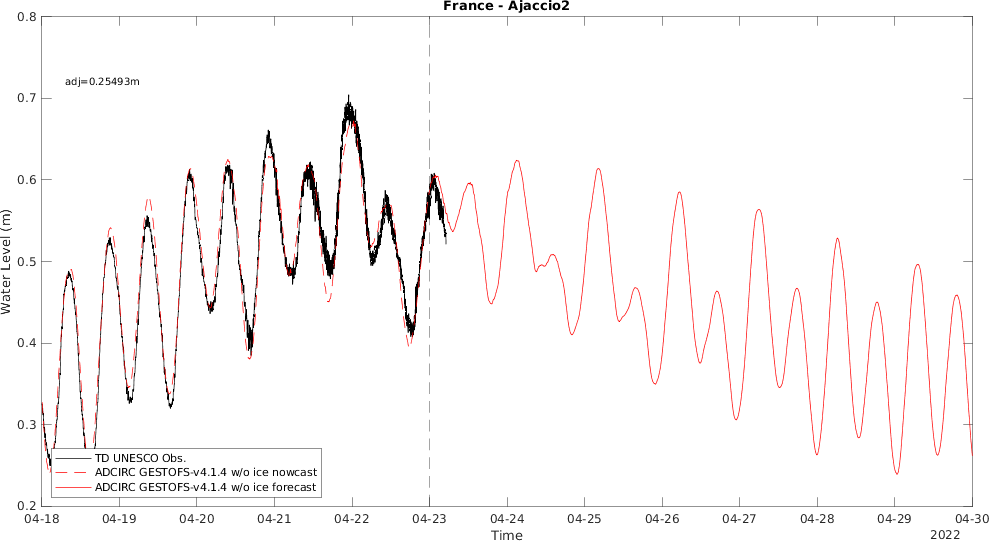 France - Ajaccio2
0.8
0.7
0.6
0.5
0.4
0.3
0.2
Water Level (m)
adj=0.25493m
TD UNESCO Obs.
ADCIRC GESTOFS-v4.1.4 w/o ice nowcast
ADCIRC GESTOFS-v4.1.4 w/o ice forecast
04-18 04-19 04-20 04-21 04-22 04-23 04-24 04-25 04-26 04-27 04-28 04-29 04-30
Time
2022